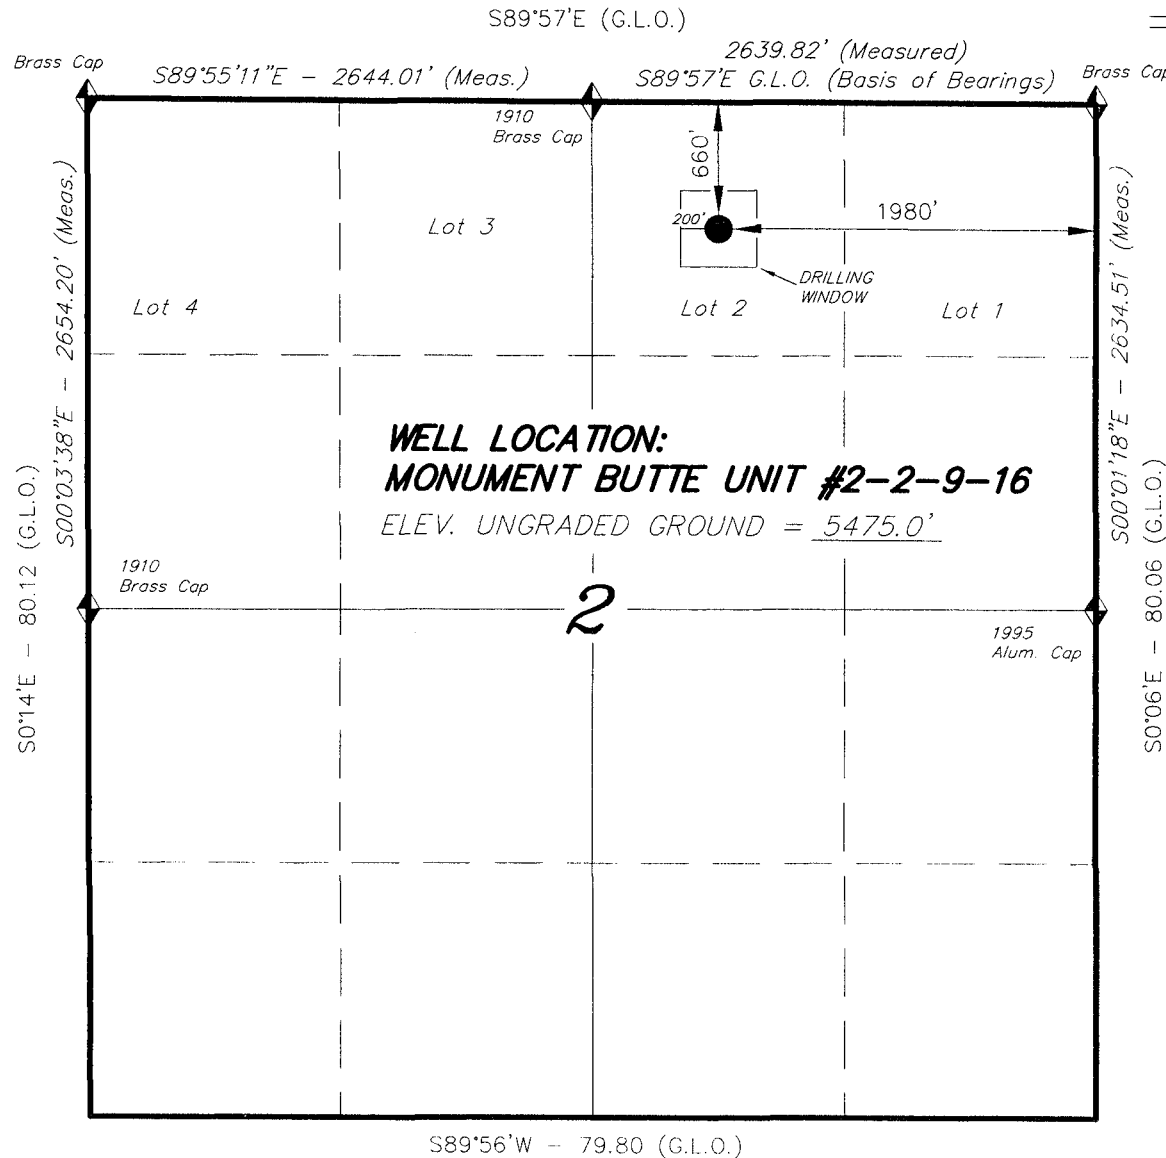 S89°57'E (G.L.O.)
2639.82' (Measured)
Brass Cap
S89°55'11"E - 2644.01' (Meas.)
S89°57'E G.L.O. (Basis of Bearings)
Brass Cap
1910
Brass Cap
660'
S00°03'38"E - 2654.20' (Meas.)
S00°01'18"E - 2634.51' (Meas.)
200'
1980'
Lot 3
DRILLING
WINDOW
Lot 4
Lot 2
Lot 1
WELL LOCATION:
MONUMENT BUTTE UNIT #2-2-9-16
ELEV. UNGRADED GROUND = 5475.0'
S0°14'E - 80.12 (G.L.O.)
S0°06'E - 80.06 (G.L.O.)
1910
Brass Cap
2
1995
Alum. Cap
S89°56'W - 79.80 (G.L.O.)